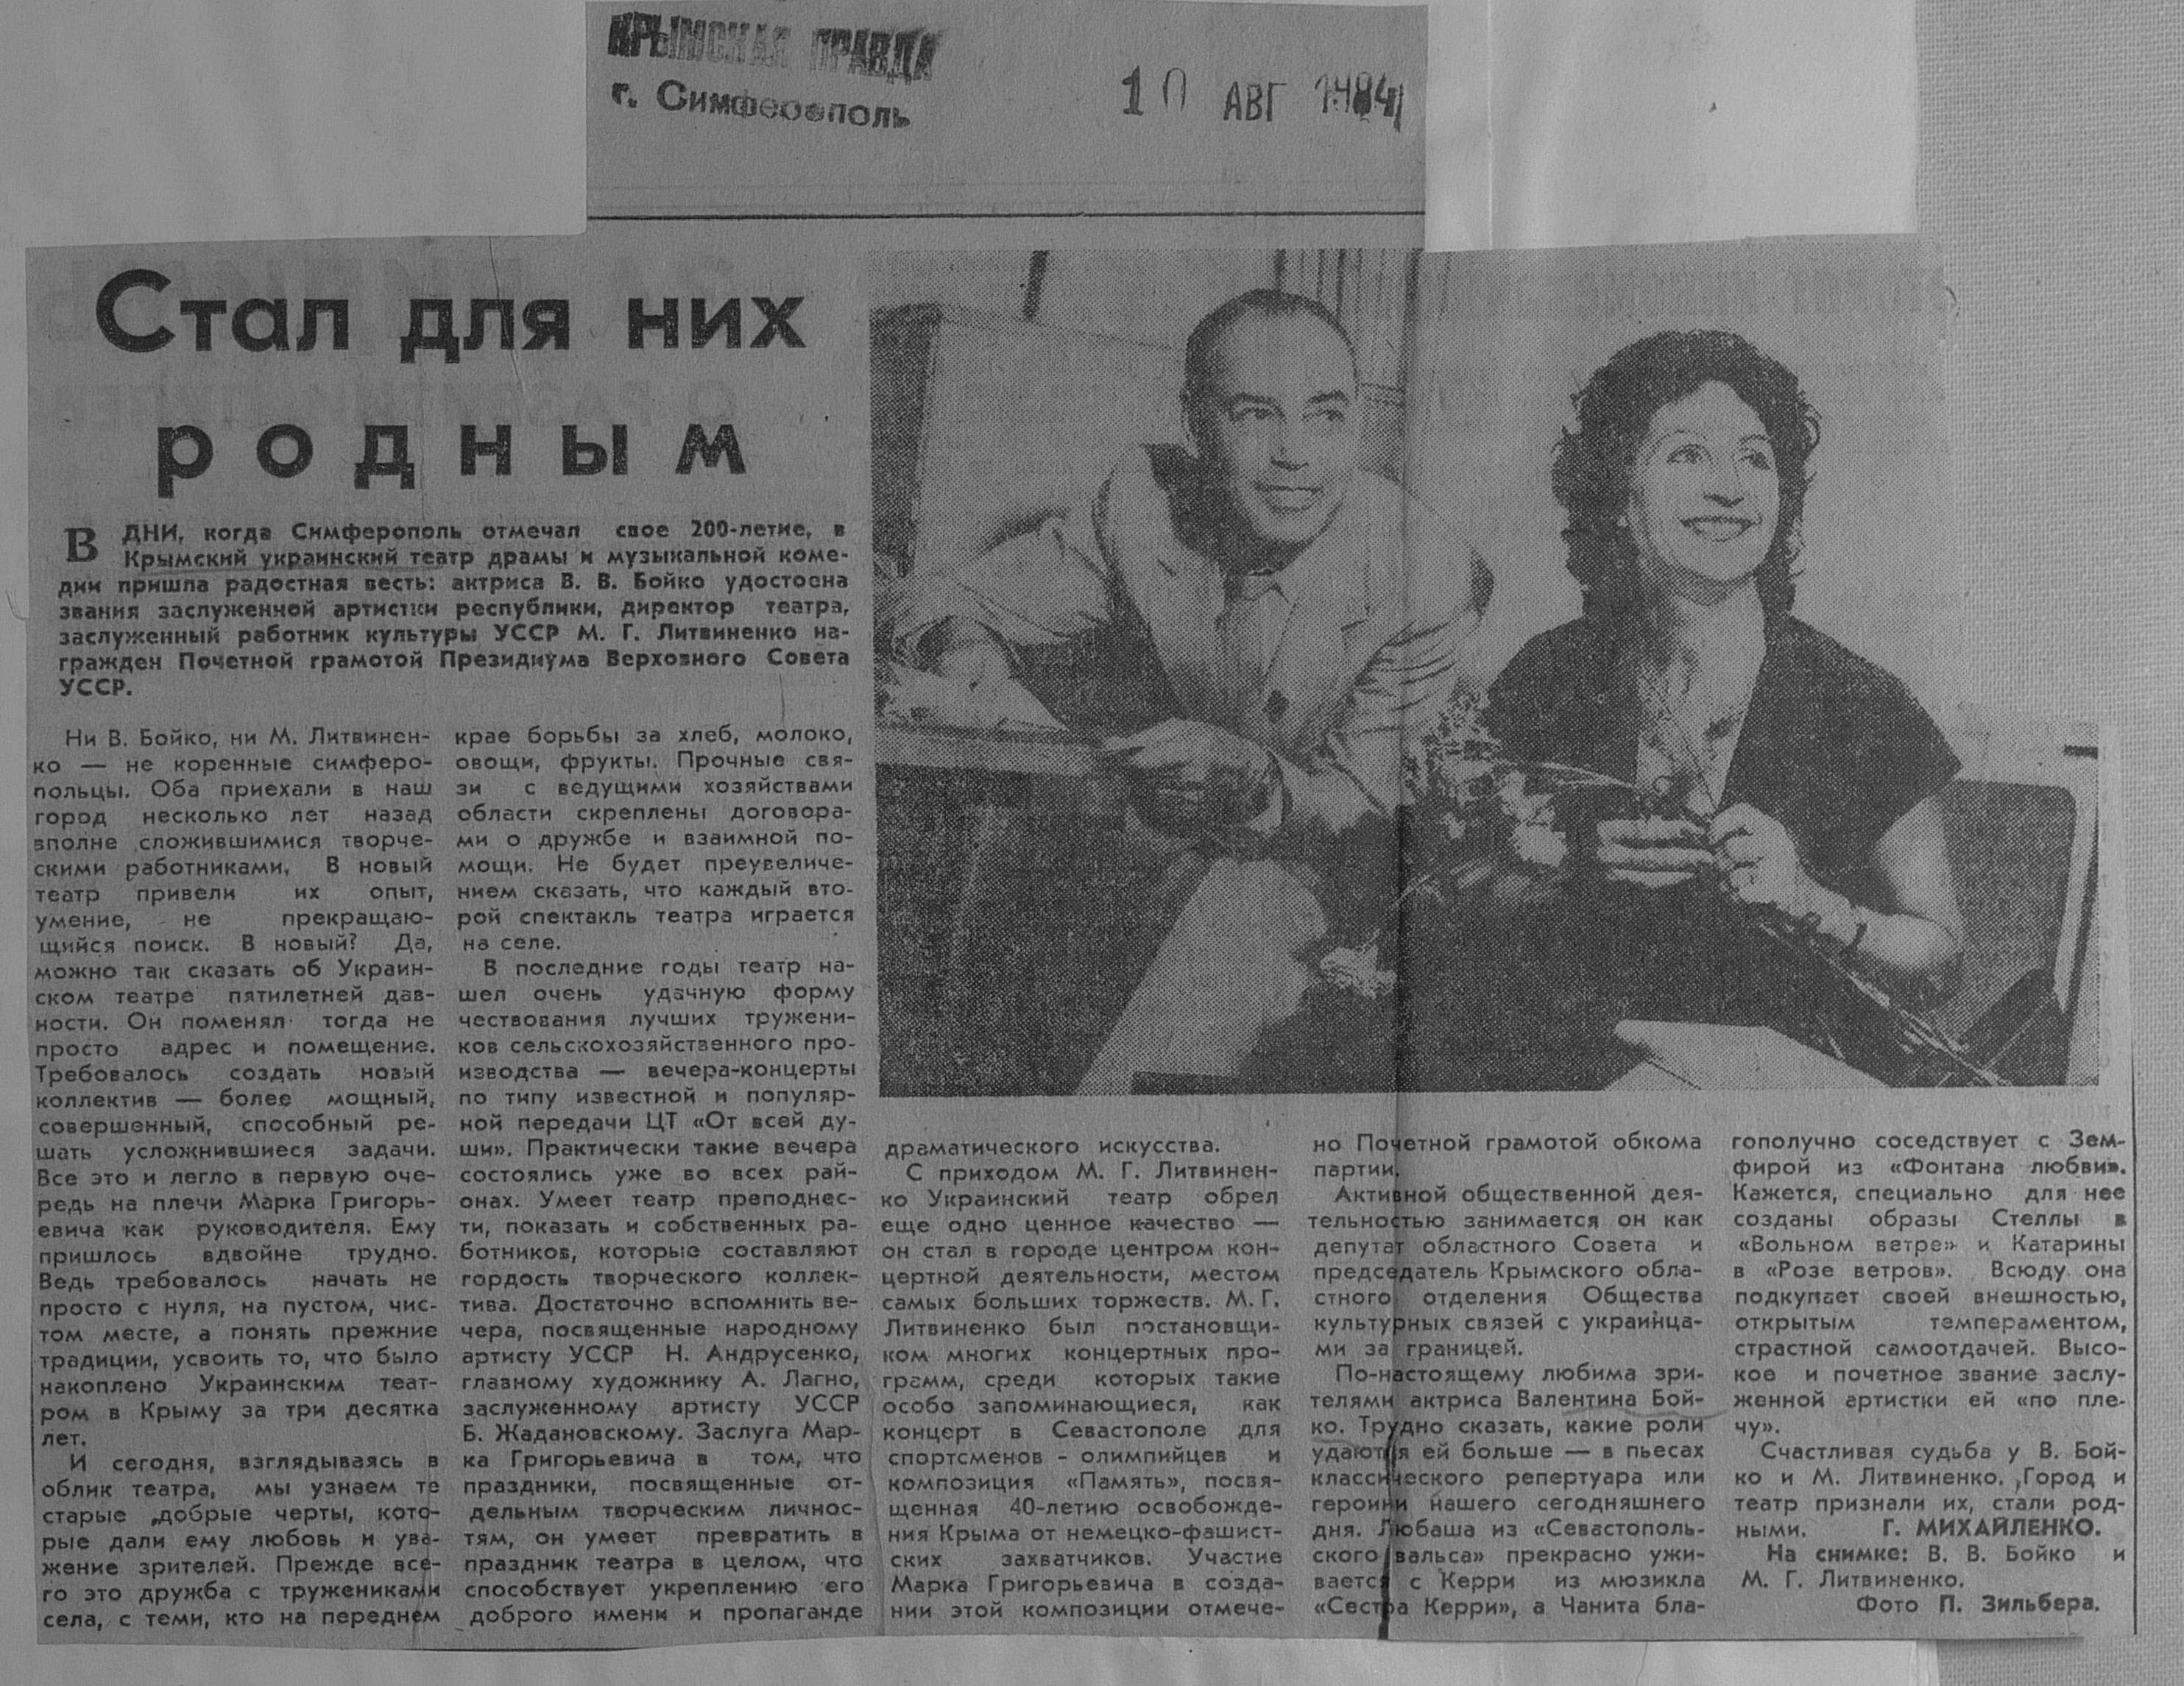 КРЫМСКАЯ ПРАВДА
г. Симферополь
10 АВГ 1984
Стал для них
родным
В ДНИ, когда Симферополь отмечал свое 200-летие, в
Крымский украинский театр драмы и музыкальной коме-
дии пришла радостная весть: актриса В. В. Бойко удостоена
звания заслуженной артистки республики, директор театра,
заслуженный работник культуры УССР М. Г. Литвиненко на-
гражден Почетной грамотой Президиума Верховного Совета
УССР.
Ни В. Бойко, ни М. Литвинен-
ко — не коренные симферо-
польцы. Оба приехали в наш
город несколько лет назад
вполне сложившимися творче-
скими работниками. В новый
театр привели их опыт,
умение, не прекращаю-
щийся поиск. В новый? Да,
можно так сказать об Украин-
ском театре пятилетней дав-
ности. Он поменял тогда не
просто адрес и помещение.
Требовалось создать новый
коллектив — более мощный,
совершенный, способный ре-
шать усложнившиеся задачи.
Все это и легло в первую оче-
редь на плечи Марка Григорь-
евича как руководителя. Ему
пришлось вдвойне трудно.
Ведь требовалось начать не
просто с нуля, на пустом, чис-
том месте, а понять прежние
традиции, усвоить то, что было
накоплено Украинским теат-
ром в Крыму за три десятка
лет.
И сегодня, взглядываясь в
облик театра, мы узнаем те
старые добрые черты, кото-
рые дали ему любовь и ува-
жение зрителей. Прежде все-
го это дружба с тружениками
села, с теми, кто на переднем
крае борьбы за хлеб, молоко,
овощи, фрукты. Прочные свя-
зи с ведущими хозяйствами
области скреплены договора-
ми о дружбе и взаимной по-
мощи. Не будет преувеличе-
нием сказать, что каждый вто-
рой спектакль театра играется
на селе.
В последние годы театр на-
шел очень удачную форму
чествования лучших тружени-
ков сельскохозяйственного про-
изводства — вечера-концерты
по типу известной и популяр-
ной передачи ЦТ «От всей ду-
ши». Практически такие вечера
состоялись уже во всех рай-
онах. Умеет театр преподнес-
ти, показать и собственных ра-
ботников, которые составляют
гордость творческого коллек-
тива. Достаточно вспомнить ве-
чера, посвященные народному
артисту УССР Н. Андрусенко,
главному художнику А. Лагно,
заслуженному артисту УССР
Б. Жадановскому. Заслуга Мар-
ка Григорьевича в том, что
праздники, посвященные от-
дельным творческим личнос-
тям, он умеет превратить в
праздник театра в целом, что
способствует укреплению его
доброго имени и пропаганде
драматического искусства.
С приходом М. Г. Литвинен-
ко Украинский театр обрел
еще одно ценное качество —
он стал в городе центром кон-
цертной деятельности, местом
самых больших торжеств. М. Г.
Литвиненко был постановщи-
ком многих концертных про-
грамм, среди которых такие
особо запоминающиеся, как
концерт в Севастополе для
спортсменов - олимпийцев и
композиция «Память», посвя-
щенная 40-летию освобожде-
ния Крыма от немецко-фашист-
ских захватчиков. Участие
Марка Григорьевича в созда-
нии этой композиции отмече-
но Почетной грамотой обкома
партии.
Активной общественной дея-
тельностью занимается он как
депутат областного Совета и
председатель Крымского обла-
стного отделения Общества
культурных связей с украинца-
ми за границей.
По-настоящему любима зри-
телями актриса Валентина Бой-
ко. Трудно сказать, какие роли
удаются ей больше — в пьесах
классического репертуара или
героини нашего сегодняшнего
дня. Любаша из «Севастополь-
ского вальса» прекрасно ужи-
вается с Керри из мюзикла
«Сестра Керри», а Чанита бла-
гополучно соседствует с Зем-
фирой из «Фонтана любви».
Кажется, специально для нее
созданы образы Стеллы в
«Вольном ветре» и Катарины
в «Розе ветров». Всюду она
подкупает своей внешностью,
открытым темпераментом,
страстной самоотдачей. Высо-
кое и почетное звание заслу-
женной артистки ей «по пле-
чу».
Счастливая судьба у В. Бой-
ко и М. Литвиненко. Город и
театр признали их, стали род-
ными. Г. МИХАЙЛЕНКО.
На снимке: В. В. Бойко и
М. Г. Литвиненко.
Фото П. Зильбера.